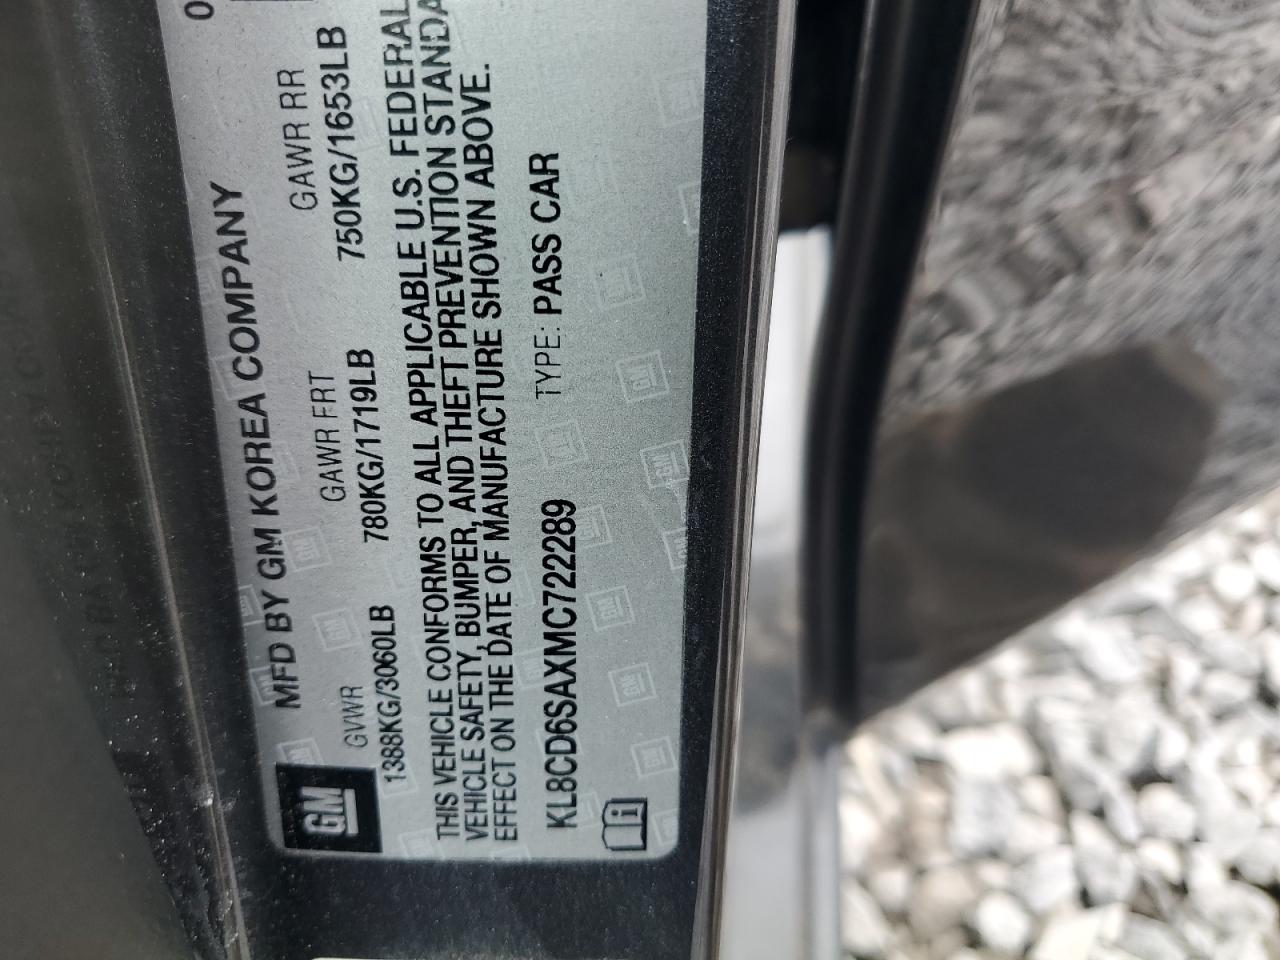 MFD BY GM KOREA COMPANY
GM
GVWR GAWR FRT GAWR RR
1388KG/3060LB 780KG/1719LB 750KG/1653LB
THIS VEHICLE CONFORMS TO ALL APPLICABLE U.S. FEDERAL
VEHICLE SAFETY, BUMPER, AND THEFT PREVENTION STANDA
EFFECT ON THE DATE OF MANUFACTURE SHOWN ABOVE.
KL8CD6SAXMC722289 TYPE: PASS CAR